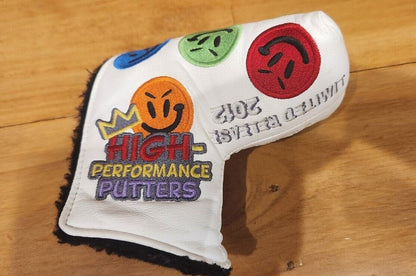 HIGH-
PERFORMANCE
PUTTERS
LIMITED RELEASE
2012